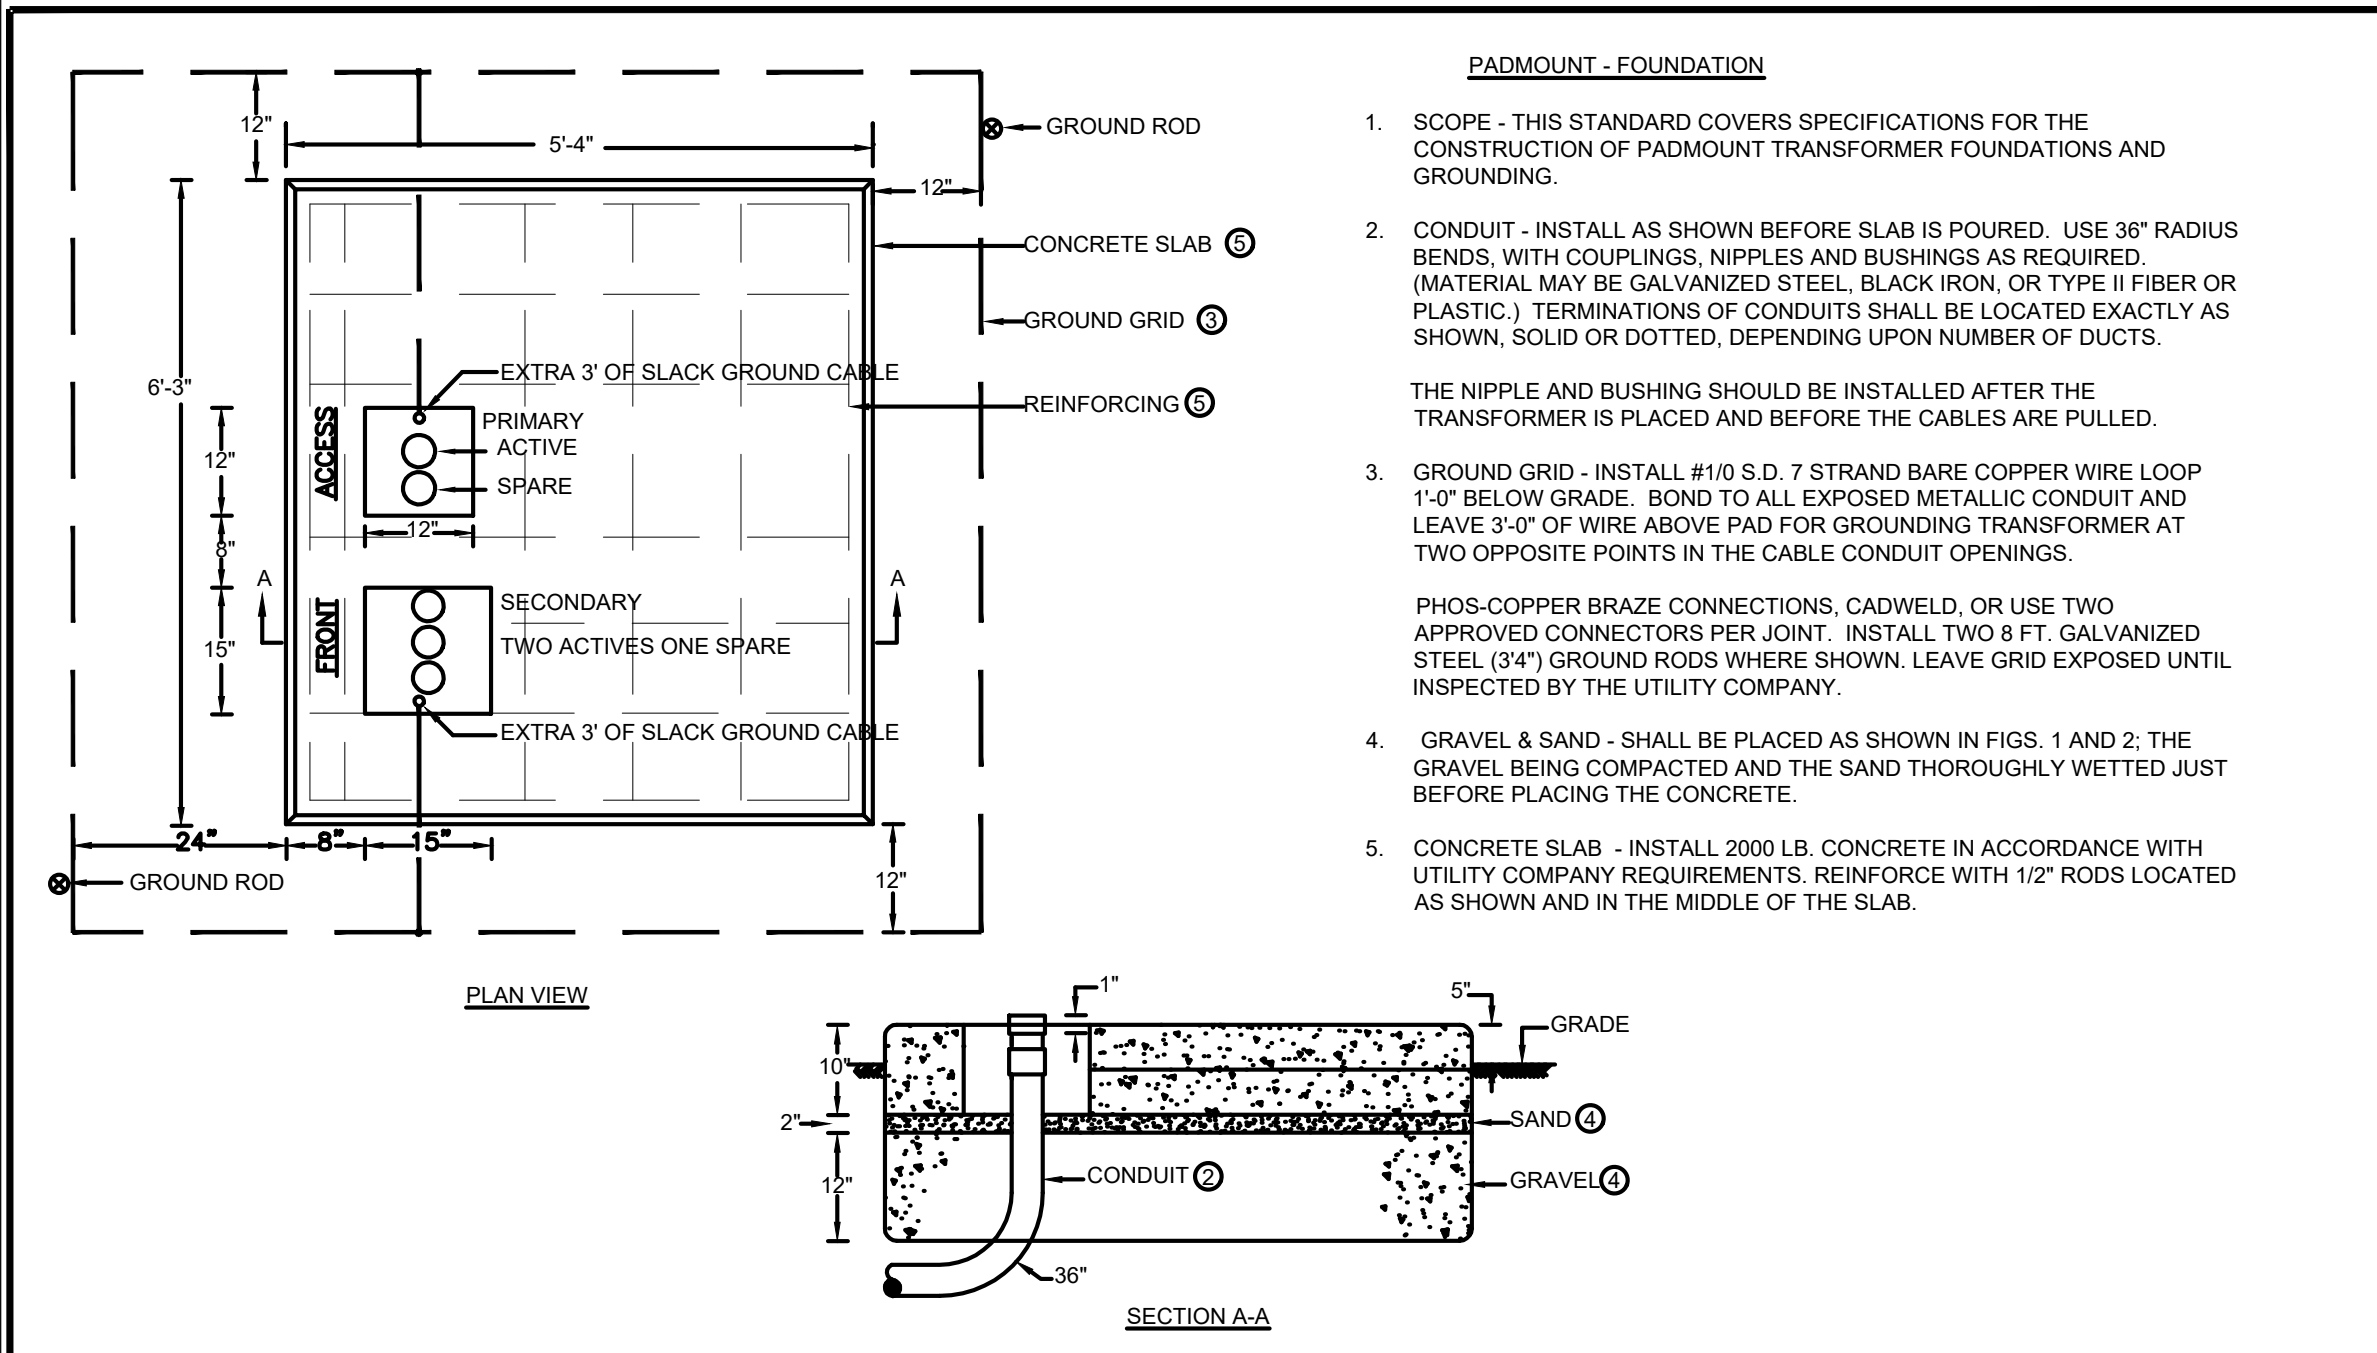 PADMOUNT - FOUNDATION
1. SCOPE - THIS STANDARD COVERS SPECIFICATIONS FOR THE
CONSTRUCTION OF PADMOUNT TRANSFORMER FOUNDATIONS AND
GROUNDING.
2. CONDUIT - INSTALL AS SHOWN BEFORE SLAB IS POURED. USE 36" RADIUS
BENDS, WITH COUPLINGS, NIPPLES AND BUSHINGS AS REQUIRED.
(MATERIAL MAY BE GALVANIZED STEEL, BLACK IRON, OR TYPE II FIBER OR
PLASTIC.) TERMINATIONS OF CONDUITS SHALL BE LOCATED EXACTLY AS
SHOWN, SOLID OR DOTTED, DEPENDING UPON NUMBER OF DUCTS.
THE NIPPLE AND BUSHING SHOULD BE INSTALLED AFTER THE
TRANSFORMER IS PLACED AND BEFORE THE CABLES ARE PULLED.
3. GROUND GRID - INSTALL #1/0 S.D. 7 STRAND BARE COPPER WIRE LOOP
1'-0" BELOW GRADE. BOND TO ALL EXPOSED METALLIC CONDUIT AND
LEAVE 3'-0" OF WIRE ABOVE PAD FOR GROUNDING TRANSFORMER AT
TWO OPPOSITE POINTS IN THE CABLE CONDUIT OPENINGS.
PHOS-COPPER BRAZE CONNECTIONS, CADWELD, OR USE TWO
APPROVED CONNECTORS PER JOINT. INSTALL TWO 8 FT. GALVANIZED
STEEL (3'4") GROUND RODS WHERE SHOWN. LEAVE GRID EXPOSED UNTIL
INSPECTED BY THE UTILITY COMPANY.
4. GRAVEL & SAND - SHALL BE PLACED AS SHOWN IN FIGS. 1 AND 2; THE
GRAVEL BEING COMPACTED AND THE SAND THOROUGHLY WETTED JUST
BEFORE PLACING THE CONCRETE.
5. CONCRETE SLAB - INSTALL 2000 LB. CONCRETE IN ACCORDANCE WITH
UTILITY COMPANY REQUIREMENTS. REINFORCE WITH 1/2" RODS LOCATED
AS SHOWN AND IN THE MIDDLE OF THE SLAB.
12"
5'-4"
GROUND ROD
12"
CONCRETE SLAB 5
GROUND GRID 3
EXTRA 3' OF SLACK GROUND CABLE
6'-3"
REINFORCING 5
ACCESS
PRIMARY
ACTIVE
SPARE
12"
12"
8"
A
A
FRONT
SECONDARY
TWO ACTIVES ONE SPARE
15"
EXTRA 3' OF SLACK GROUND CABLE
24"
8"
15"
GROUND ROD
12"
PLAN VIEW
1"
5"
GRADE
10"
2"
SAND 4
12"
CONDUIT 2
GRAVEL 4
36"
SECTION A-A